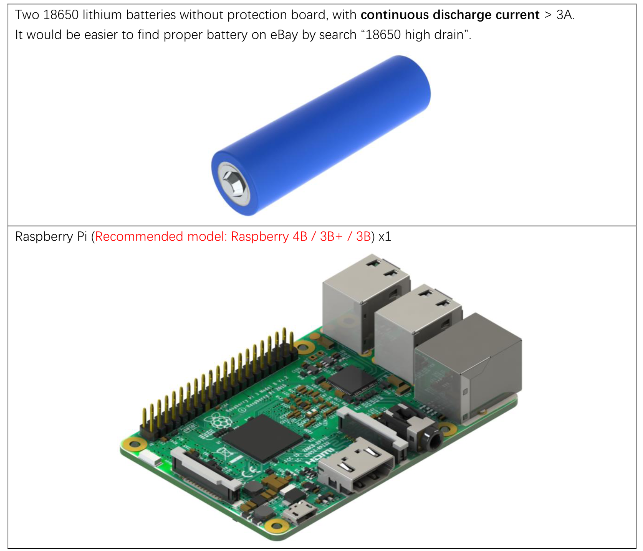 Two 18650 lithium batteries without protection board, with continuous discharge current > 3A.
It would be easier to find proper battery on eBay by search “18650 high drain”.
Raspberry Pi (Recommended model: Raspberry 4B / 3B+ / 3B) x1